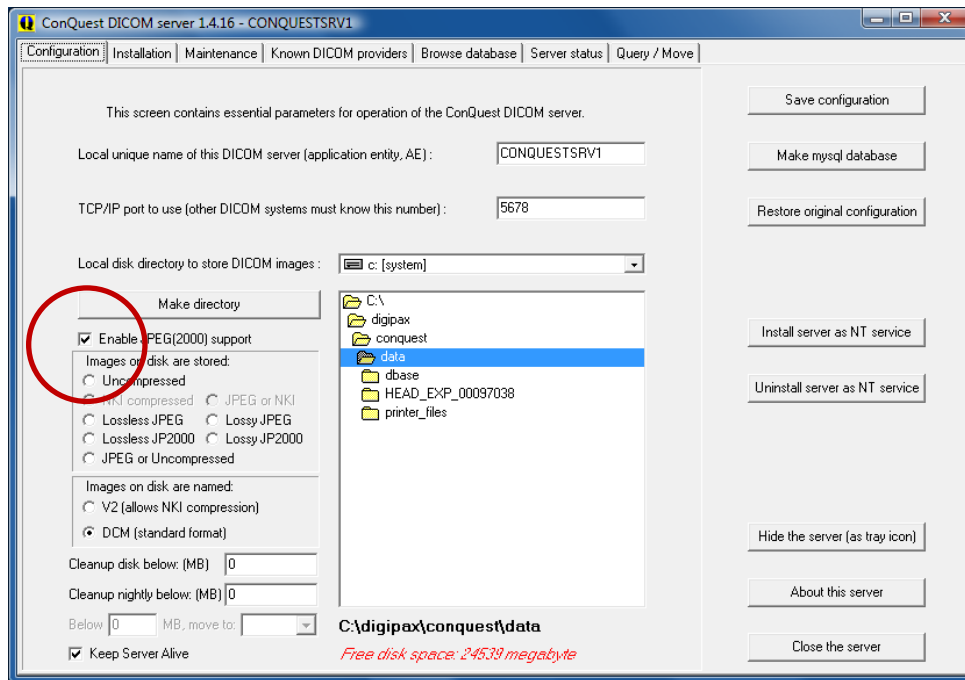 ConQuest DICOM server 1.4.16 - CONQUESTSRV1
Configuration Installation Maintenance Known DICOM providers Browse database Server status Query / Move
This screen contains essential parameters for operation of the ConQuest DICOM server.
Local unique name of this DICOM server (application entity, AE) : CONQUESTSRV1
TCP/IP port to use (other DICOM systems must know this number) : 5678
Local disk directory to store DICOM images : c: [system]
Make directory
Enable JPEG(2000) support
Images on disk are stored:
Uncompressed
NKI compressed JPEG or NKI
Lossless JPEG Lossy JPEG
Lossless JP2000 Lossy JP2000
JPEG or Uncompressed
Images on disk are named:
V2 (allows NKI compression)
DCM (standard format)
Cleanup disk below: (MB) 0
Cleanup nightly below: (MB) 0
Below 0 MB, move to:
Keep Server Alive
C:\
digipax
conquest
data
dbase
HEAD_EXP_00097038
printer_files
C:\digipax\conquest\data
Free disk space: 24539 megabyte
Save configuration
Make mysql database
Restore original configuration
Install server as NT service
Uninstall server as NT service
Hide the server (as tray icon)
About this server
Close the server